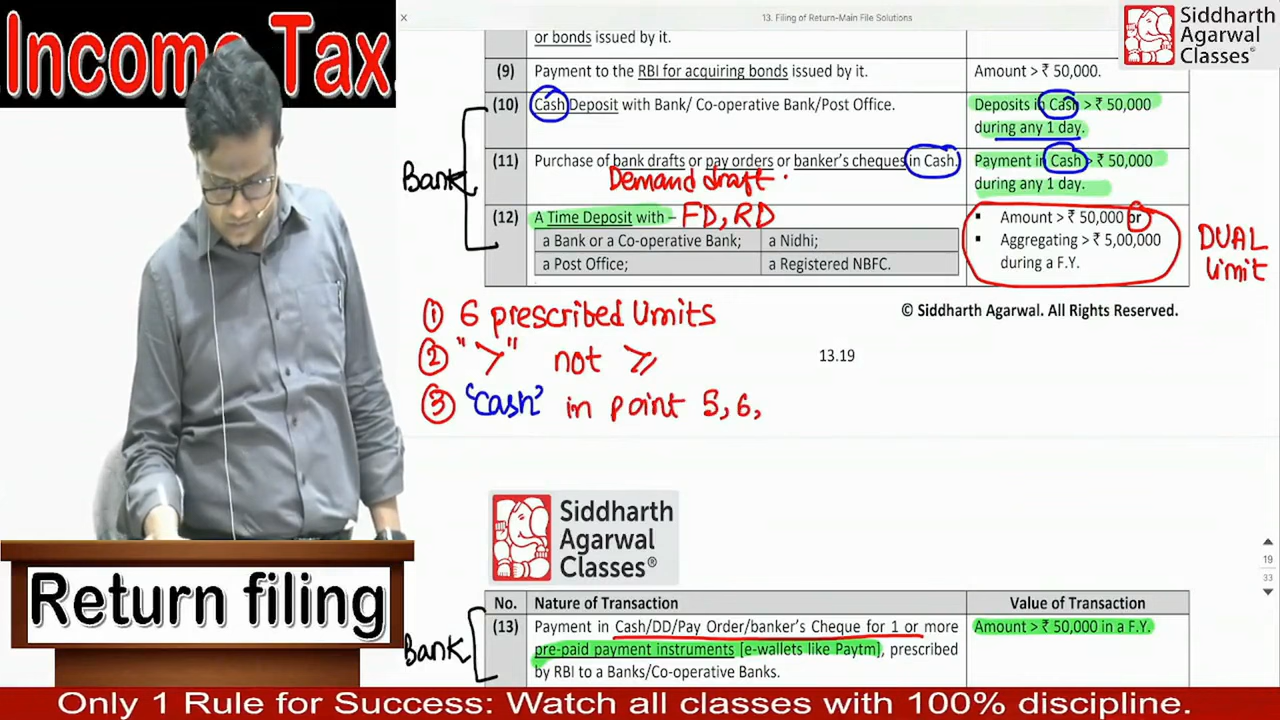 Income Tax.
13. Filing of Return-Main File Solutions
Siddharth
Agarwal
Classes®
or bonds issued by it.
(9) Payment to the RBI for acquiring bonds issued by it. Amount > ₹ 50,000.
(10) Cash Deposit with Bank/ Co-operative Bank/Post Office. Deposits in Cash > ₹ 50,000
during any 1 day.
(11) Purchase of bank drafts or pay orders or banker's cheques in Cash. Payment in Cash > ₹ 50,000
during any 1 day.
Bank
Demand draft.
(12) A Time Deposit with – FD, RD
a Bank or a Co-operative Bank; a Nidhi;
a Post Office; a Registered NBFC.
▪ Amount > ₹ 50,000 or
▪ Aggregating > ₹ 5,00,000
during a F.Y.
DUAL
limit
© Siddharth Agarwal. All Rights Reserved.
① 6 prescribed limits
② ">" not ≥
③ 'Cash' in point 5, 6,
13.19
Siddharth
Agarwal
Classes®
19
33
No. Nature of Transaction Value of Transaction
(13) Payment in Cash/DD/Pay Order/banker's Cheque for 1 or more Amount > ₹ 50,000 in a F.Y.
pre-paid payment instruments [e-wallets like Paytm], prescribed
by RBI to a Banks/Co-operative Banks.
Bank
Return filing
Only 1 Rule for Success: Watch all classes with 100% discipline.